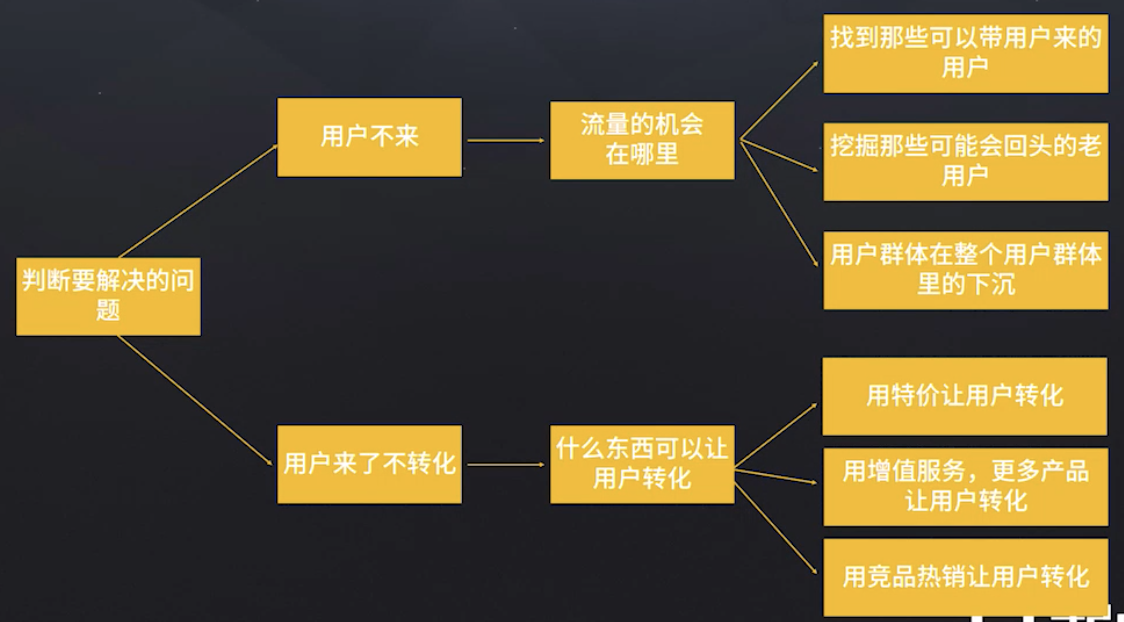 找到那些可以带用户来的
用户
用户不来
流量的机会
在哪里
挖掘那些可能会回头的老
用户
用户群体在整个用户群体
里的下沉
判断要解决的问
题
用特价让用户转化
用户来了不转化
什么东西可以让
用户转化
用增值服务，更多产品
让用户转化
用竞品热销让用户转化